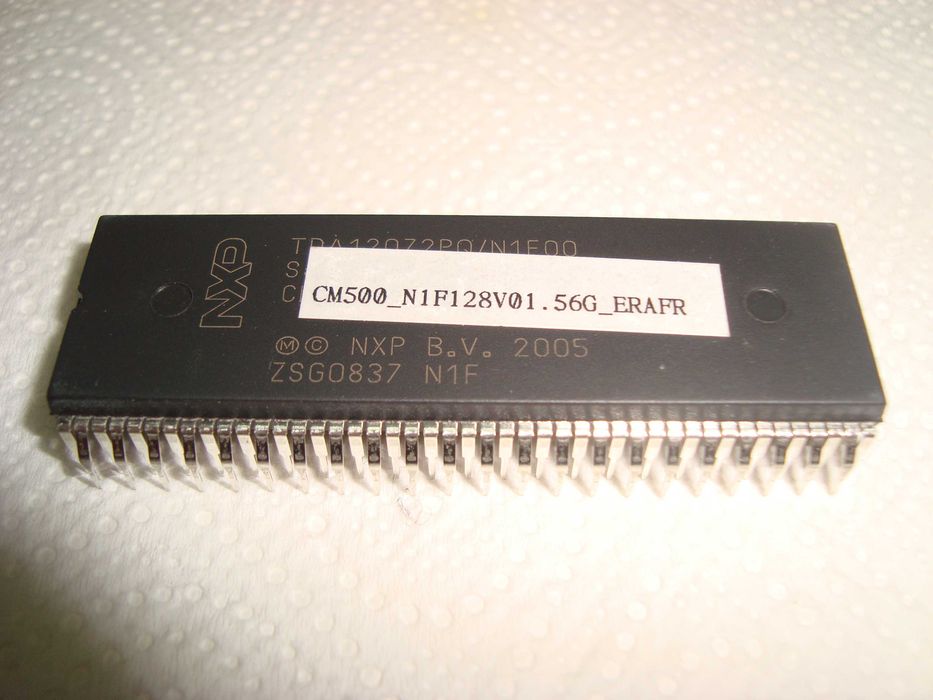 NXP
TDA12072PQ/N1F00
CM500_N1F128V01.56G_ERAFR
Ⓜ© NXP B.V. 2005
ZSG0837 N1F